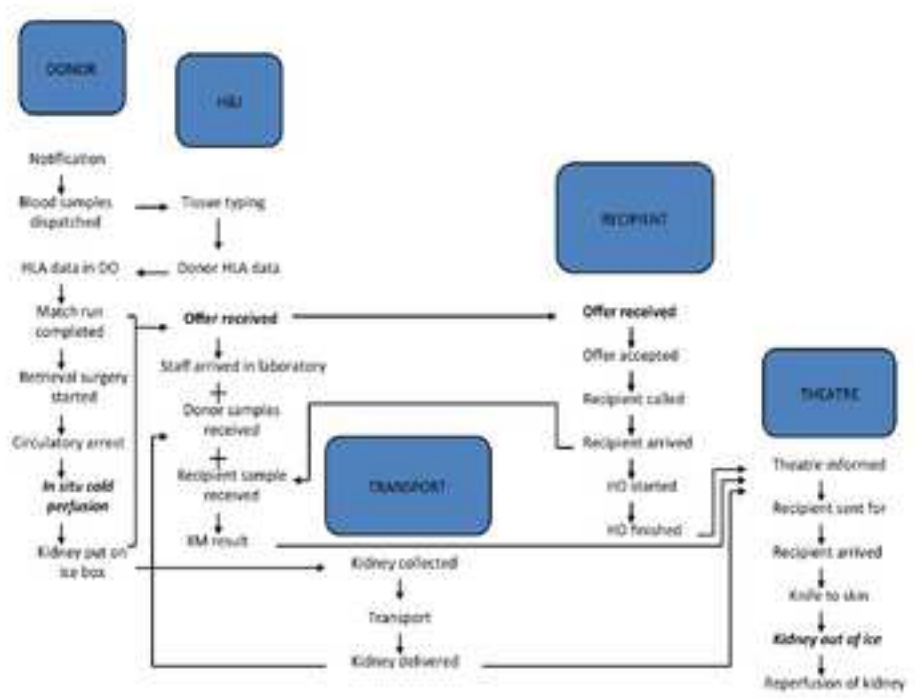 DONOR
H&I
Notification
Blood samples
dispatched
Tissue typing
HLA data in DO
Donor HLA data
RECIPIENT
Match run
completed
Offer received
Offer received
Staff arrived in laboratory
Offer accepted
Retrieval surgery
started
Donor samples
received
Recipient called
THEATRE
Circulatory arrest
Recipient arrived
In situ cold
perfusion
Recipient sample
received
TRANSPORT
HD started
Theatre informed
Recipient sent for
Kidney put on
ice box
XM result
HD finished
Kidney collected
Recipient arrived
Transport
Knife to skin
Kidney delivered
Kidney out of ice
Reperfusion of kidney